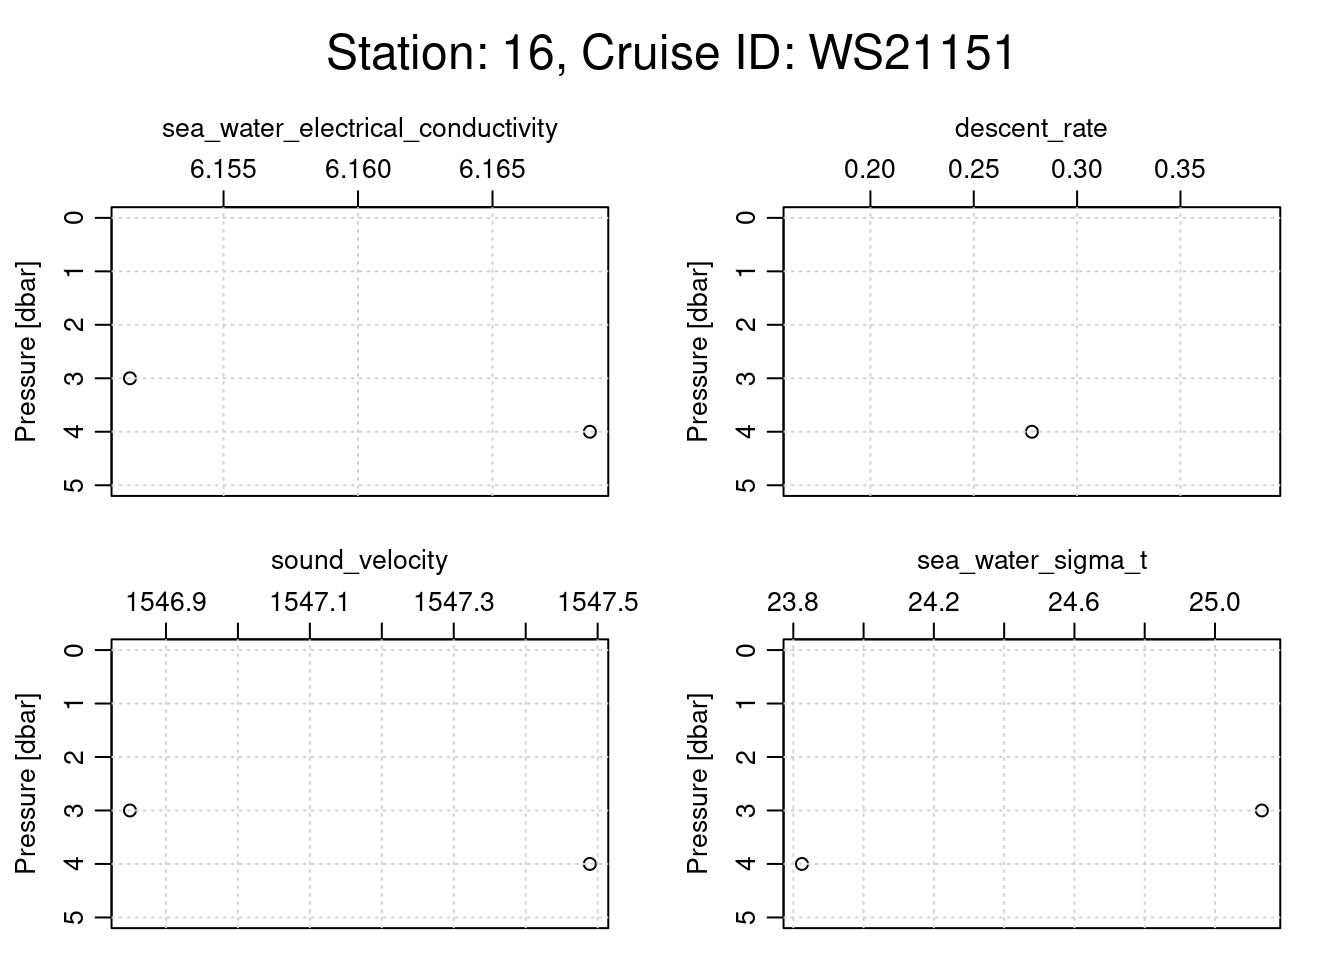 Station: 16, Cruise ID: WS21151
sea_water_electrical_conductivity
6.155 6.160 6.165
Pressure [dbar]
0
1
2
3
4
5
descent_rate
0.20 0.25 0.30 0.35
Pressure [dbar]
0
1
2
3
4
5
sound_velocity
1546.9 1547.1 1547.3 1547.5
Pressure [dbar]
0
1
2
3
4
5
sea_water_sigma_t
23.8 24.2 24.6 25.0
Pressure [dbar]
0
1
2
3
4
5